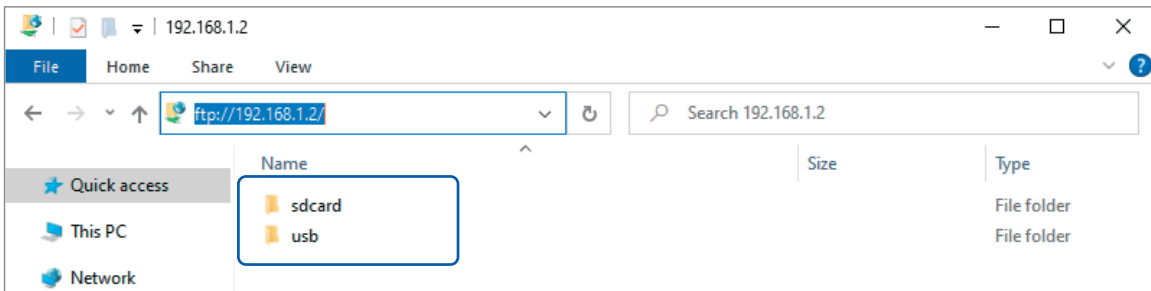 192.168.1.2
File Home Share View
ftp://192.168.1.2/ Search 192.168.1.2
Name Size Type
Quick access
sdcard File folder
This PC
usb File folder
Network